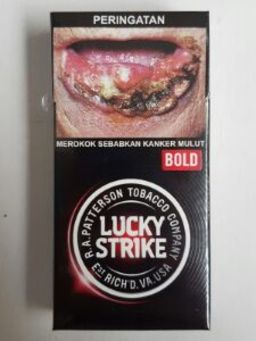 PERINGATAN
MEROKOK SEBABKAN KANKER MULUT
BOLD
R.A. PATTERSON TOBACCO COMPANY
LUCKY
STRIKE
EST RICH'D. VA. USA